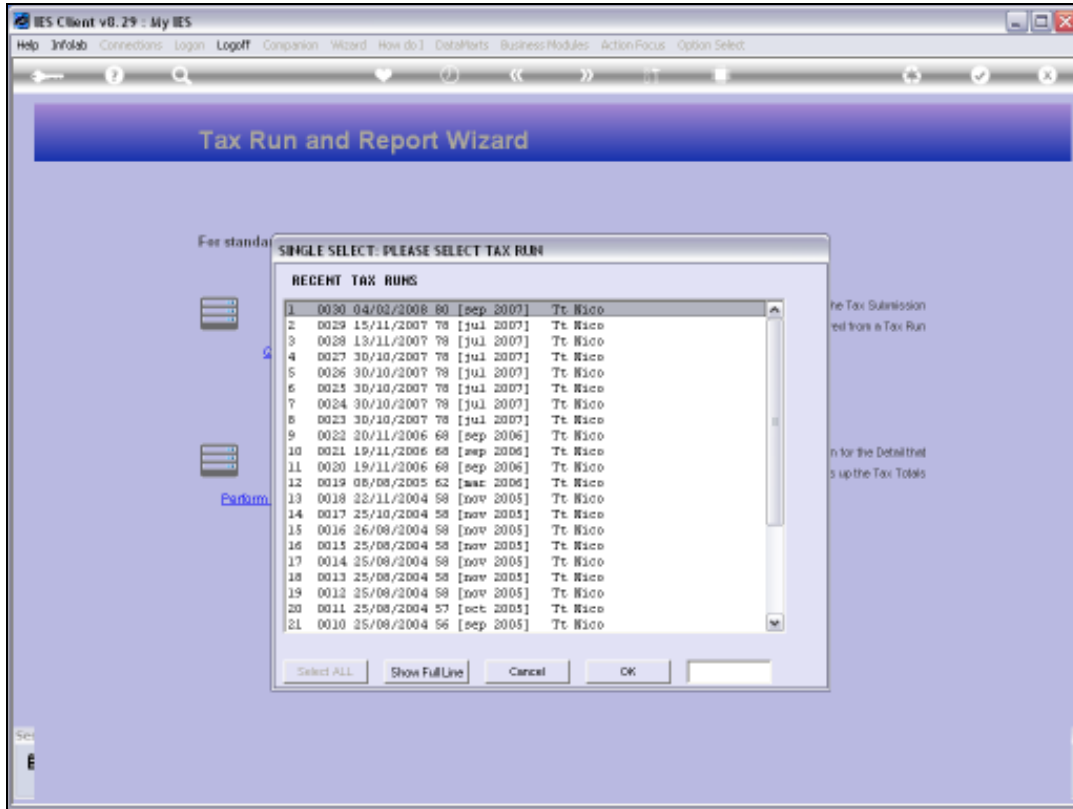 IES Client v8.29 : My IES
Help Infolab Connections Logon Logoff Companion Wizard How do I DataMarts Business Modules Action Focus Option Select
Tax Run and Report Wizard
For standa
SINGLE SELECT: PLEASE SELECT TAX RUN
RECENT TAX RUNS
1 0030 04/02/2008 80 [sep 2007] Tt Nico
2 0029 15/11/2007 78 [jul 2007] Tt Nico
3 0028 13/11/2007 78 [jul 2007] Tt Nico
4 0027 30/10/2007 78 [jul 2007] Tt Nico
5 0026 30/10/2007 78 [jul 2007] Tt Nico
6 0025 30/10/2007 78 [jul 2007] Tt Nico
7 0024 30/10/2007 78 [jul 2007] Tt Nico
8 0023 30/10/2007 78 [jul 2007] Tt Nico
9 0022 20/11/2006 68 [sep 2006] Tt Nico
10 0021 19/11/2006 68 [sep 2006] Tt Nico
11 0020 19/11/2006 68 [sep 2006] Tt Nico
12 0019 08/08/2005 62 [mar 2006] Tt Nico
13 0018 22/11/2004 58 [nov 2005] Tt Nico
14 0017 25/10/2004 58 [nov 2005] Tt Nico
15 0016 26/08/2004 58 [nov 2005] Tt Nico
16 0015 25/08/2004 58 [nov 2005] Tt Nico
17 0014 25/08/2004 58 [nov 2005] Tt Nico
18 0013 25/08/2004 58 [nov 2005] Tt Nico
19 0012 25/08/2004 58 [nov 2005] Tt Nico
20 0011 25/08/2004 57 [oct 2005] Tt Nico
21 0010 25/08/2004 56 [sep 2005] Tt Nico
he Tax Submission
ed from a Tax Run
n for the Detail that
s up the Tax Totals
Perform
Select ALL Show Full Line Cancel OK
Se